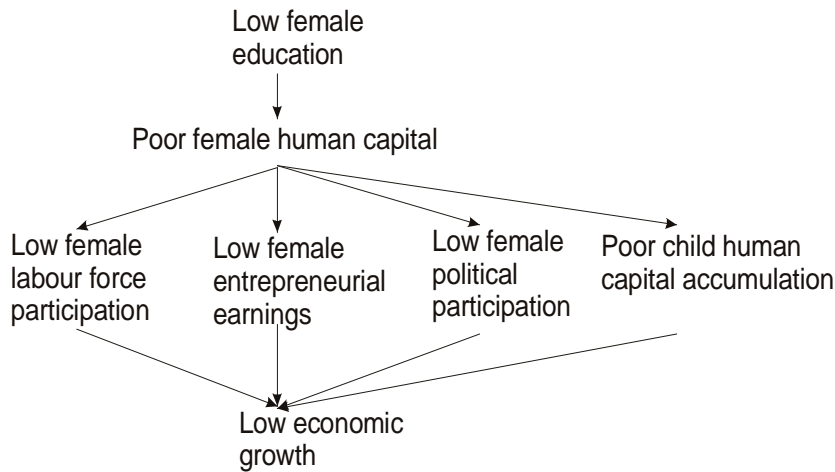 Low female
education
Poor female human capital
Low female
labour force
participation
Low female
entrepreneurial
earnings
Low female
political
participation
Poor child human
capital accumulation
Low economic
growth